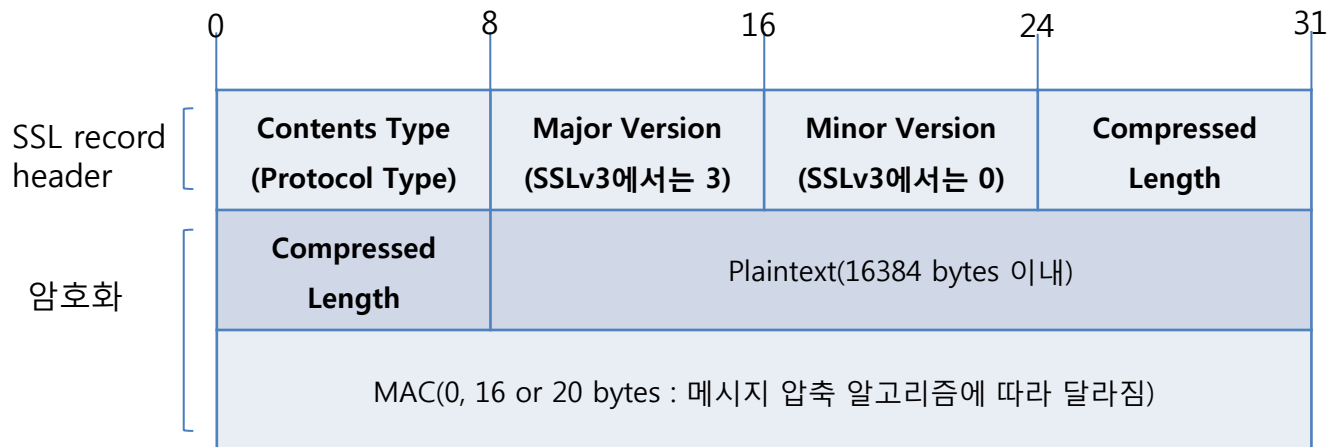 0 8 16 24 31
SSL record
header
Contents Type
(Protocol Type)
Major Version
(SSLv3에서는 3)
Minor Version
(SSLv3에서는 0)
Compressed
Length
암호화
Compressed
Length
Plaintext(16384 bytes 이내)
MAC(0, 16 or 20 bytes : 메시지 압축 알고리즘에 따라 달라짐)